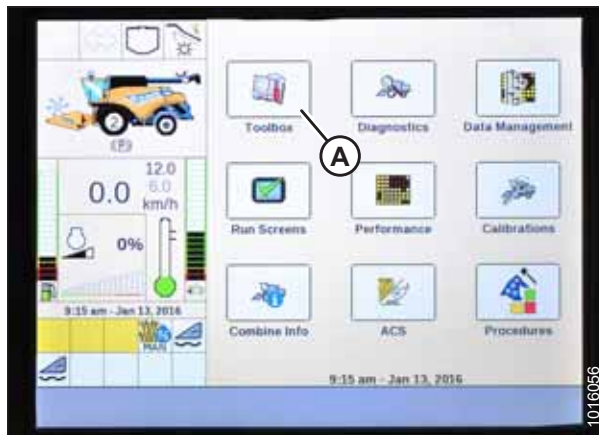 2
(P)
12.0
6.0
0.0
km/h
0%
9:15 am - Jan 13, 2016
MAN
Toolbox
Diagnostics
Data Management
A
Run Screens
Performance
Calibrations
Combine Info
ACS
Procedures
9:15 am - Jan 13, 2016
1016056